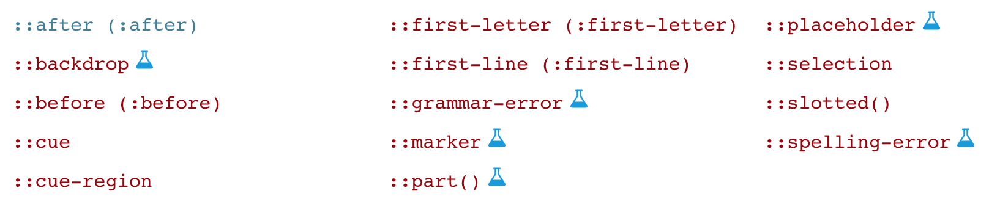 ::after (:after)
::backdrop
::before (:before)
::cue
::cue-region
::first-letter (:first-letter)
::first-line (:first-line)
::grammar-error
::marker
::part()
::placeholder
::selection
::slotted()
::spelling-error